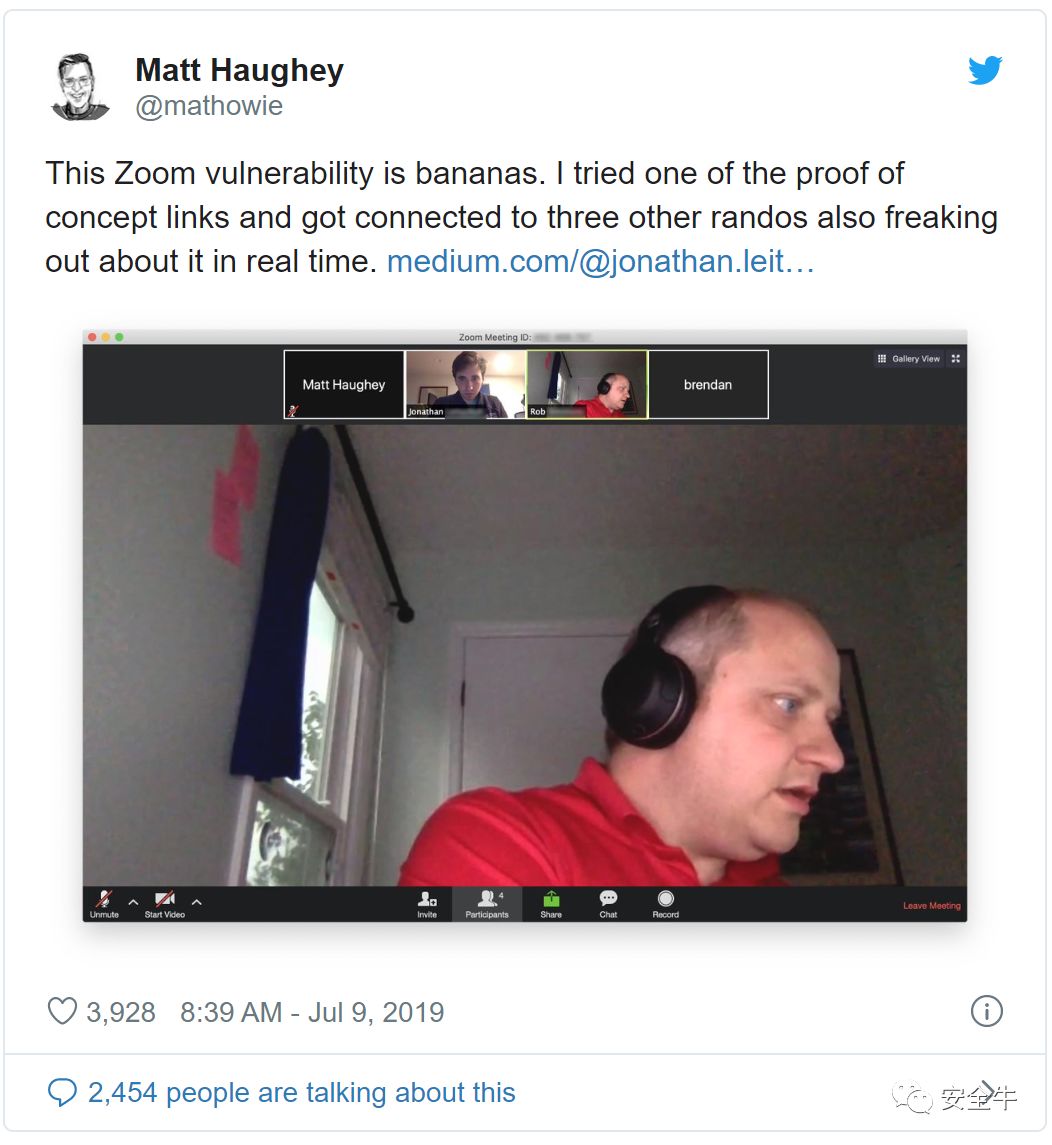 Matt Haughey
@mathowie
This Zoom vulnerability is bananas. I tried one of the proof of
concept links and got connected to three other randos also freaking
out about it in real time. medium.com/@jonathan.leit…
Zoom Meeting ID:
Gallery View
Matt Haughey
Jonathan
Rob
brendan
Unmute
Start Video
Invite
4
Participants
Share
Chat
Record
Leave Meeting
3,928 8:39 AM - Jul 9, 2019
2,454 people are talking about this
安全牛